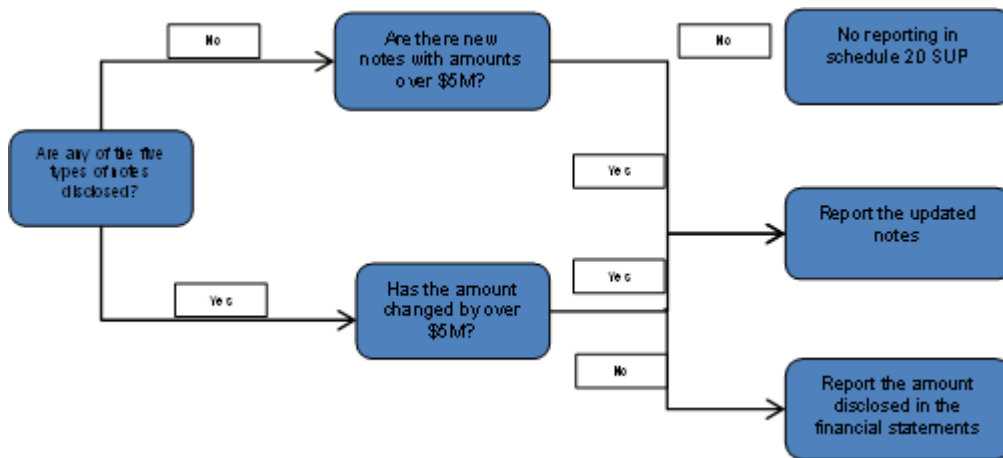 No
Are there new
notes with amounts
over $5M?
No
No reporting in
schedule 20 SUP
Are any of the five
types of notes
disclosed?
Yes
Report the updated
notes
Yes
Has the amount
changed by over
$5M?
Yes
No
Report the amount
disclosed in the
financial statements